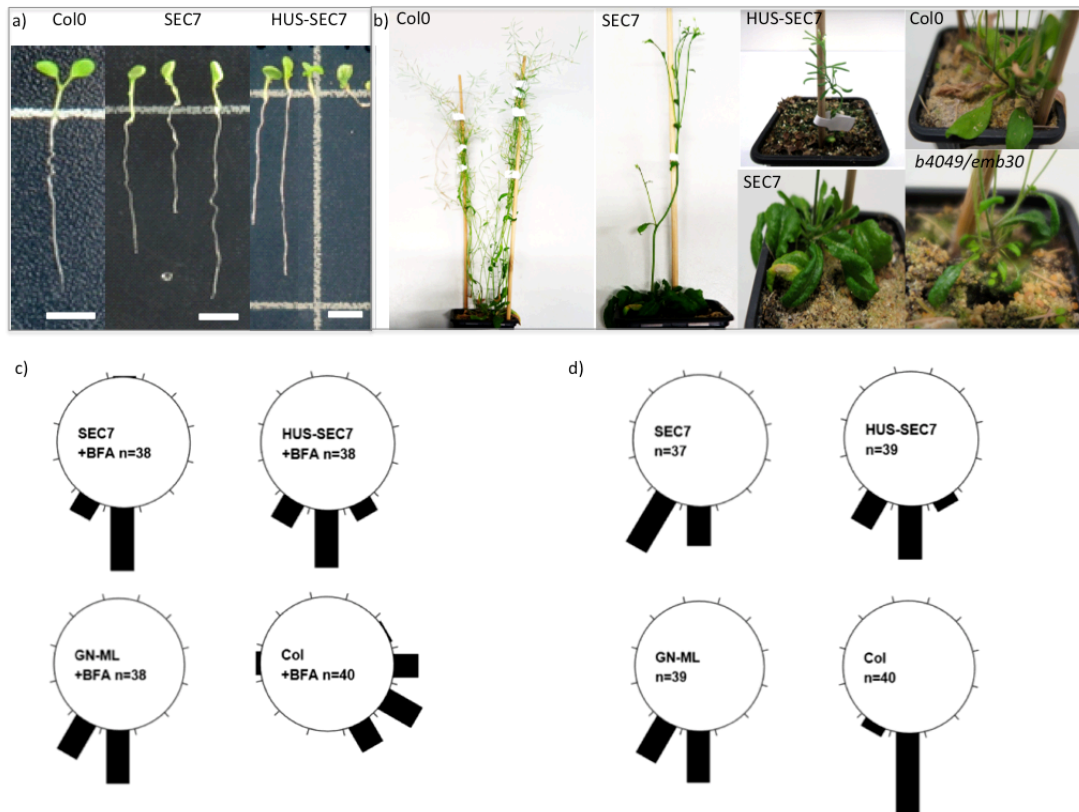 a)
Col0
SEC7
HUS-SEC7
b)
Col0
SEC7
HUS-SEC7
Col0
SEC7
b4049/emb30
c)
SEC7
+BFA n=38
HUS-SEC7
+BFA n=38
GN-ML
+BFA n=38
Col
+BFA n=40
d)
SEC7
n=37
HUS-SEC7
n=39
GN-ML
n=39
Col
n=40